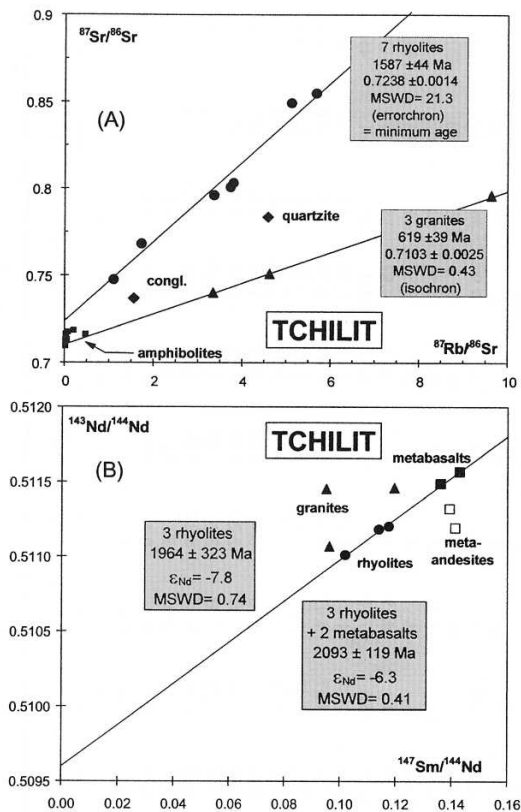 0.9
⁸⁷Sr/⁸⁶Sr
7 rhyolites
1587 ±44 Ma
0.7238 ±0.0014
MSWD= 21.3
(errorchron)
= minimum age
0.85
(A)
0.8
quartzite
3 granites
619 ±39 Ma
0.7103 ± 0.0025
MSWD= 0.43
(isochron)
0.75
congl.
TCHILIT
amphibolites
⁸⁷Rb/⁸⁶Sr
0.7
0 2 4 6 8 10
0.5120
¹⁴³Nd/¹⁴⁴Nd
TCHILIT
metabasalts
(B)
0.5115
granites
3 rhyolites
1964 ± 323 Ma
εNd= -7.8
MSWD= 0.74
meta-
andesites
rhyolites
0.5110
3 rhyolites
+ 2 metabasalts
2093 ± 119 Ma
εNd= -6.3
MSWD= 0.41
0.5105
0.5100
¹⁴⁷Sm/¹⁴⁴Nd
0.5095
0.00 0.02 0.04 0.06 0.08 0.10 0.12 0.14 0.16